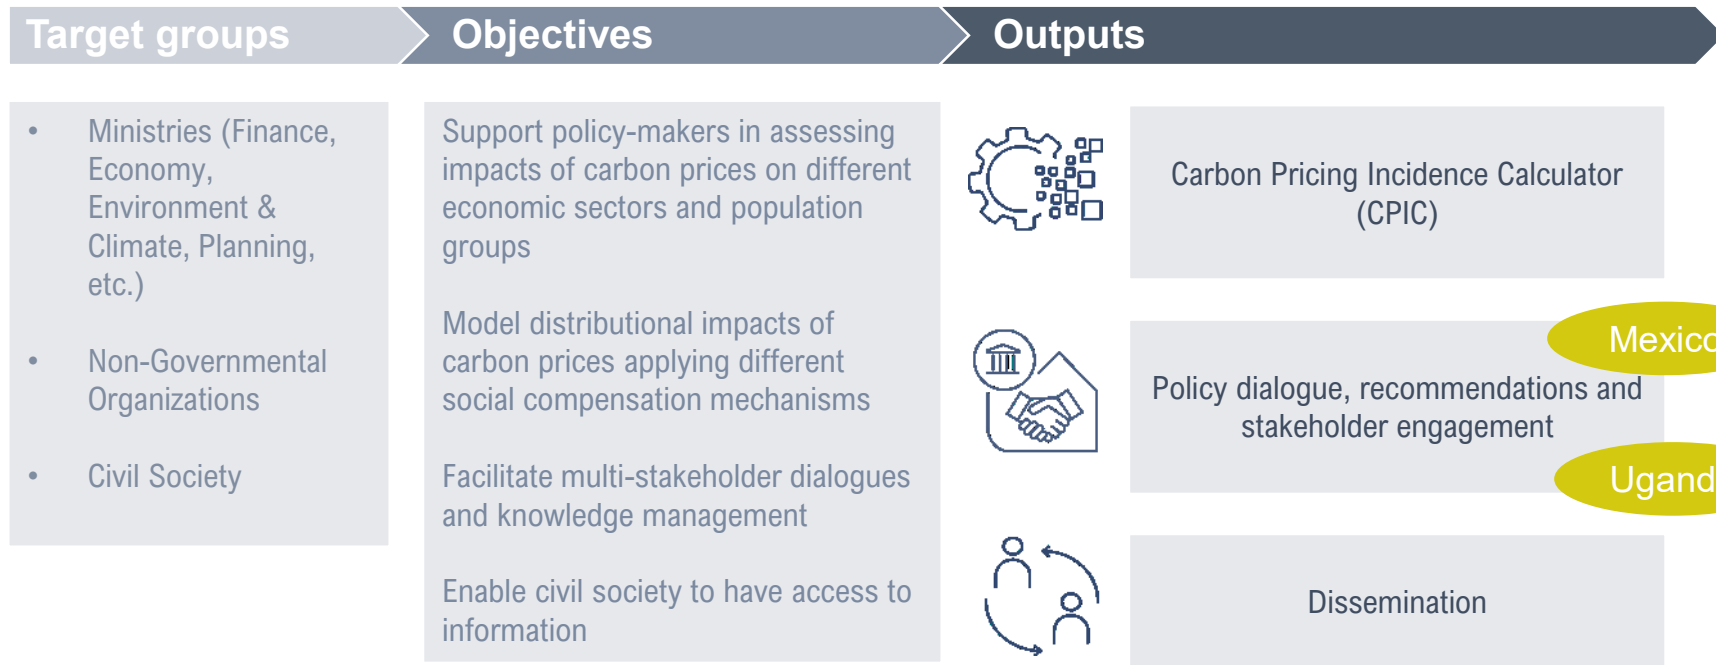 Target groups
Objectives
Outputs
• Ministries (Finance,
Economy,
Environment &
Climate, Planning,
etc.)
• Non-Governmental
Organizations
• Civil Society
Support policy-makers in assessing
impacts of carbon prices on different
economic sectors and population
groups
Model distributional impacts of
carbon prices applying different
social compensation mechanisms
Facilitate multi-stakeholder dialogues
and knowledge management
Enable civil society to have access to
information
Carbon Pricing Incidence Calculator
(CPIC)
Mexico
Policy dialogue, recommendations and
stakeholder engagement
Ugand
Dissemination